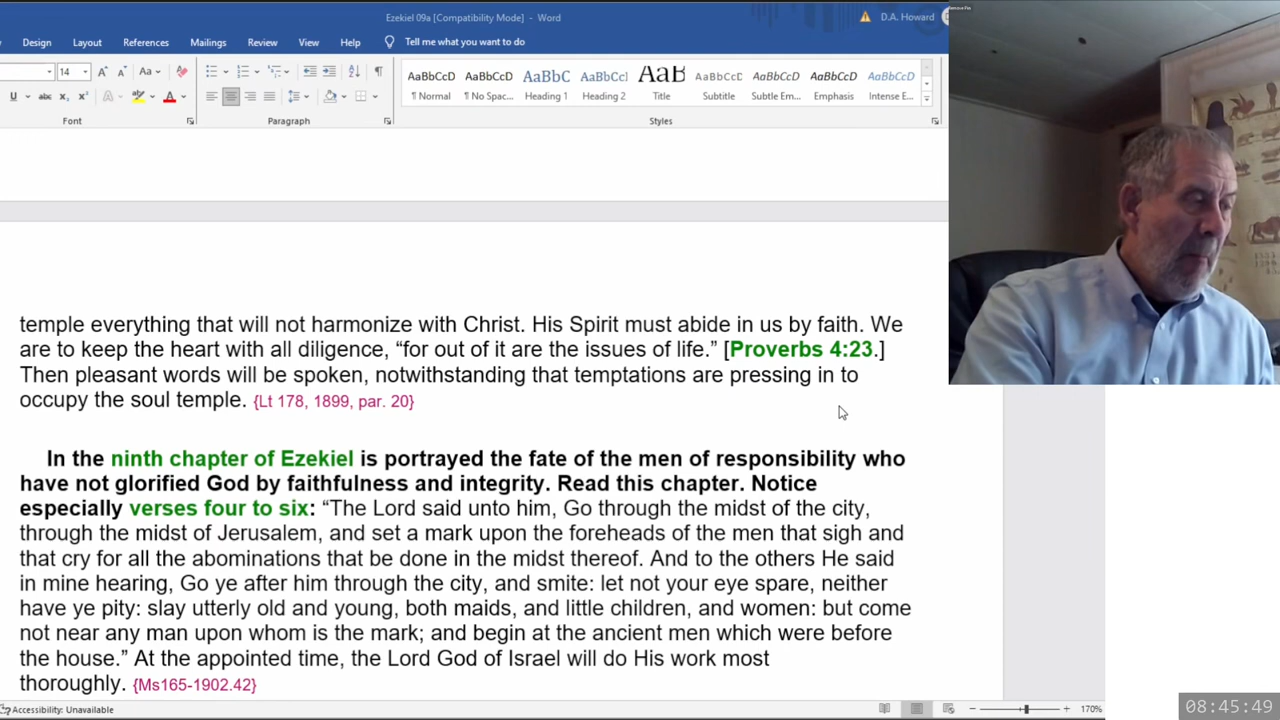 Ezekiel 09a [Compatibility Mode] - Word
D.A. Howard
Design Layout References Mailings Review View Help Tell me what you want to do
14 Aa
AaBbCcD AaBbCcD AaBbC AaBbCc AaB AaBbCcD AaBbCcD AaBbCcD AaBbCcD
¶ Normal ¶ No Spac... Heading 1 Heading 2 Title Subtitle Subtle Em... Emphasis Intense E...
Font Paragraph Styles
temple everything that will not harmonize with Christ. His Spirit must abide in us by faith. We
are to keep the heart with all diligence, “for out of it are the issues of life.” [Proverbs 4:23.]
Then pleasant words will be spoken, notwithstanding that temptations are pressing in to
occupy the soul temple. {Lt 178, 1899, par. 20}
In the ninth chapter of Ezekiel is portrayed the fate of the men of responsibility who
have not glorified God by faithfulness and integrity. Read this chapter. Notice
especially verses four to six: “The Lord said unto him, Go through the midst of the city,
through the midst of Jerusalem, and set a mark upon the foreheads of the men that sigh and
that cry for all the abominations that be done in the midst thereof. And to the others He said
in mine hearing, Go ye after him through the city, and smite: let not your eye spare, neither
have ye pity: slay utterly old and young, both maids, and little children, and women: but come
not near any man upon whom is the mark; and begin at the ancient men which were before
the house.” At the appointed time, the Lord God of Israel will do His work most
thoroughly. {Ms165-1902.42}
Accessibility: Unavailable
170%
08:45:49